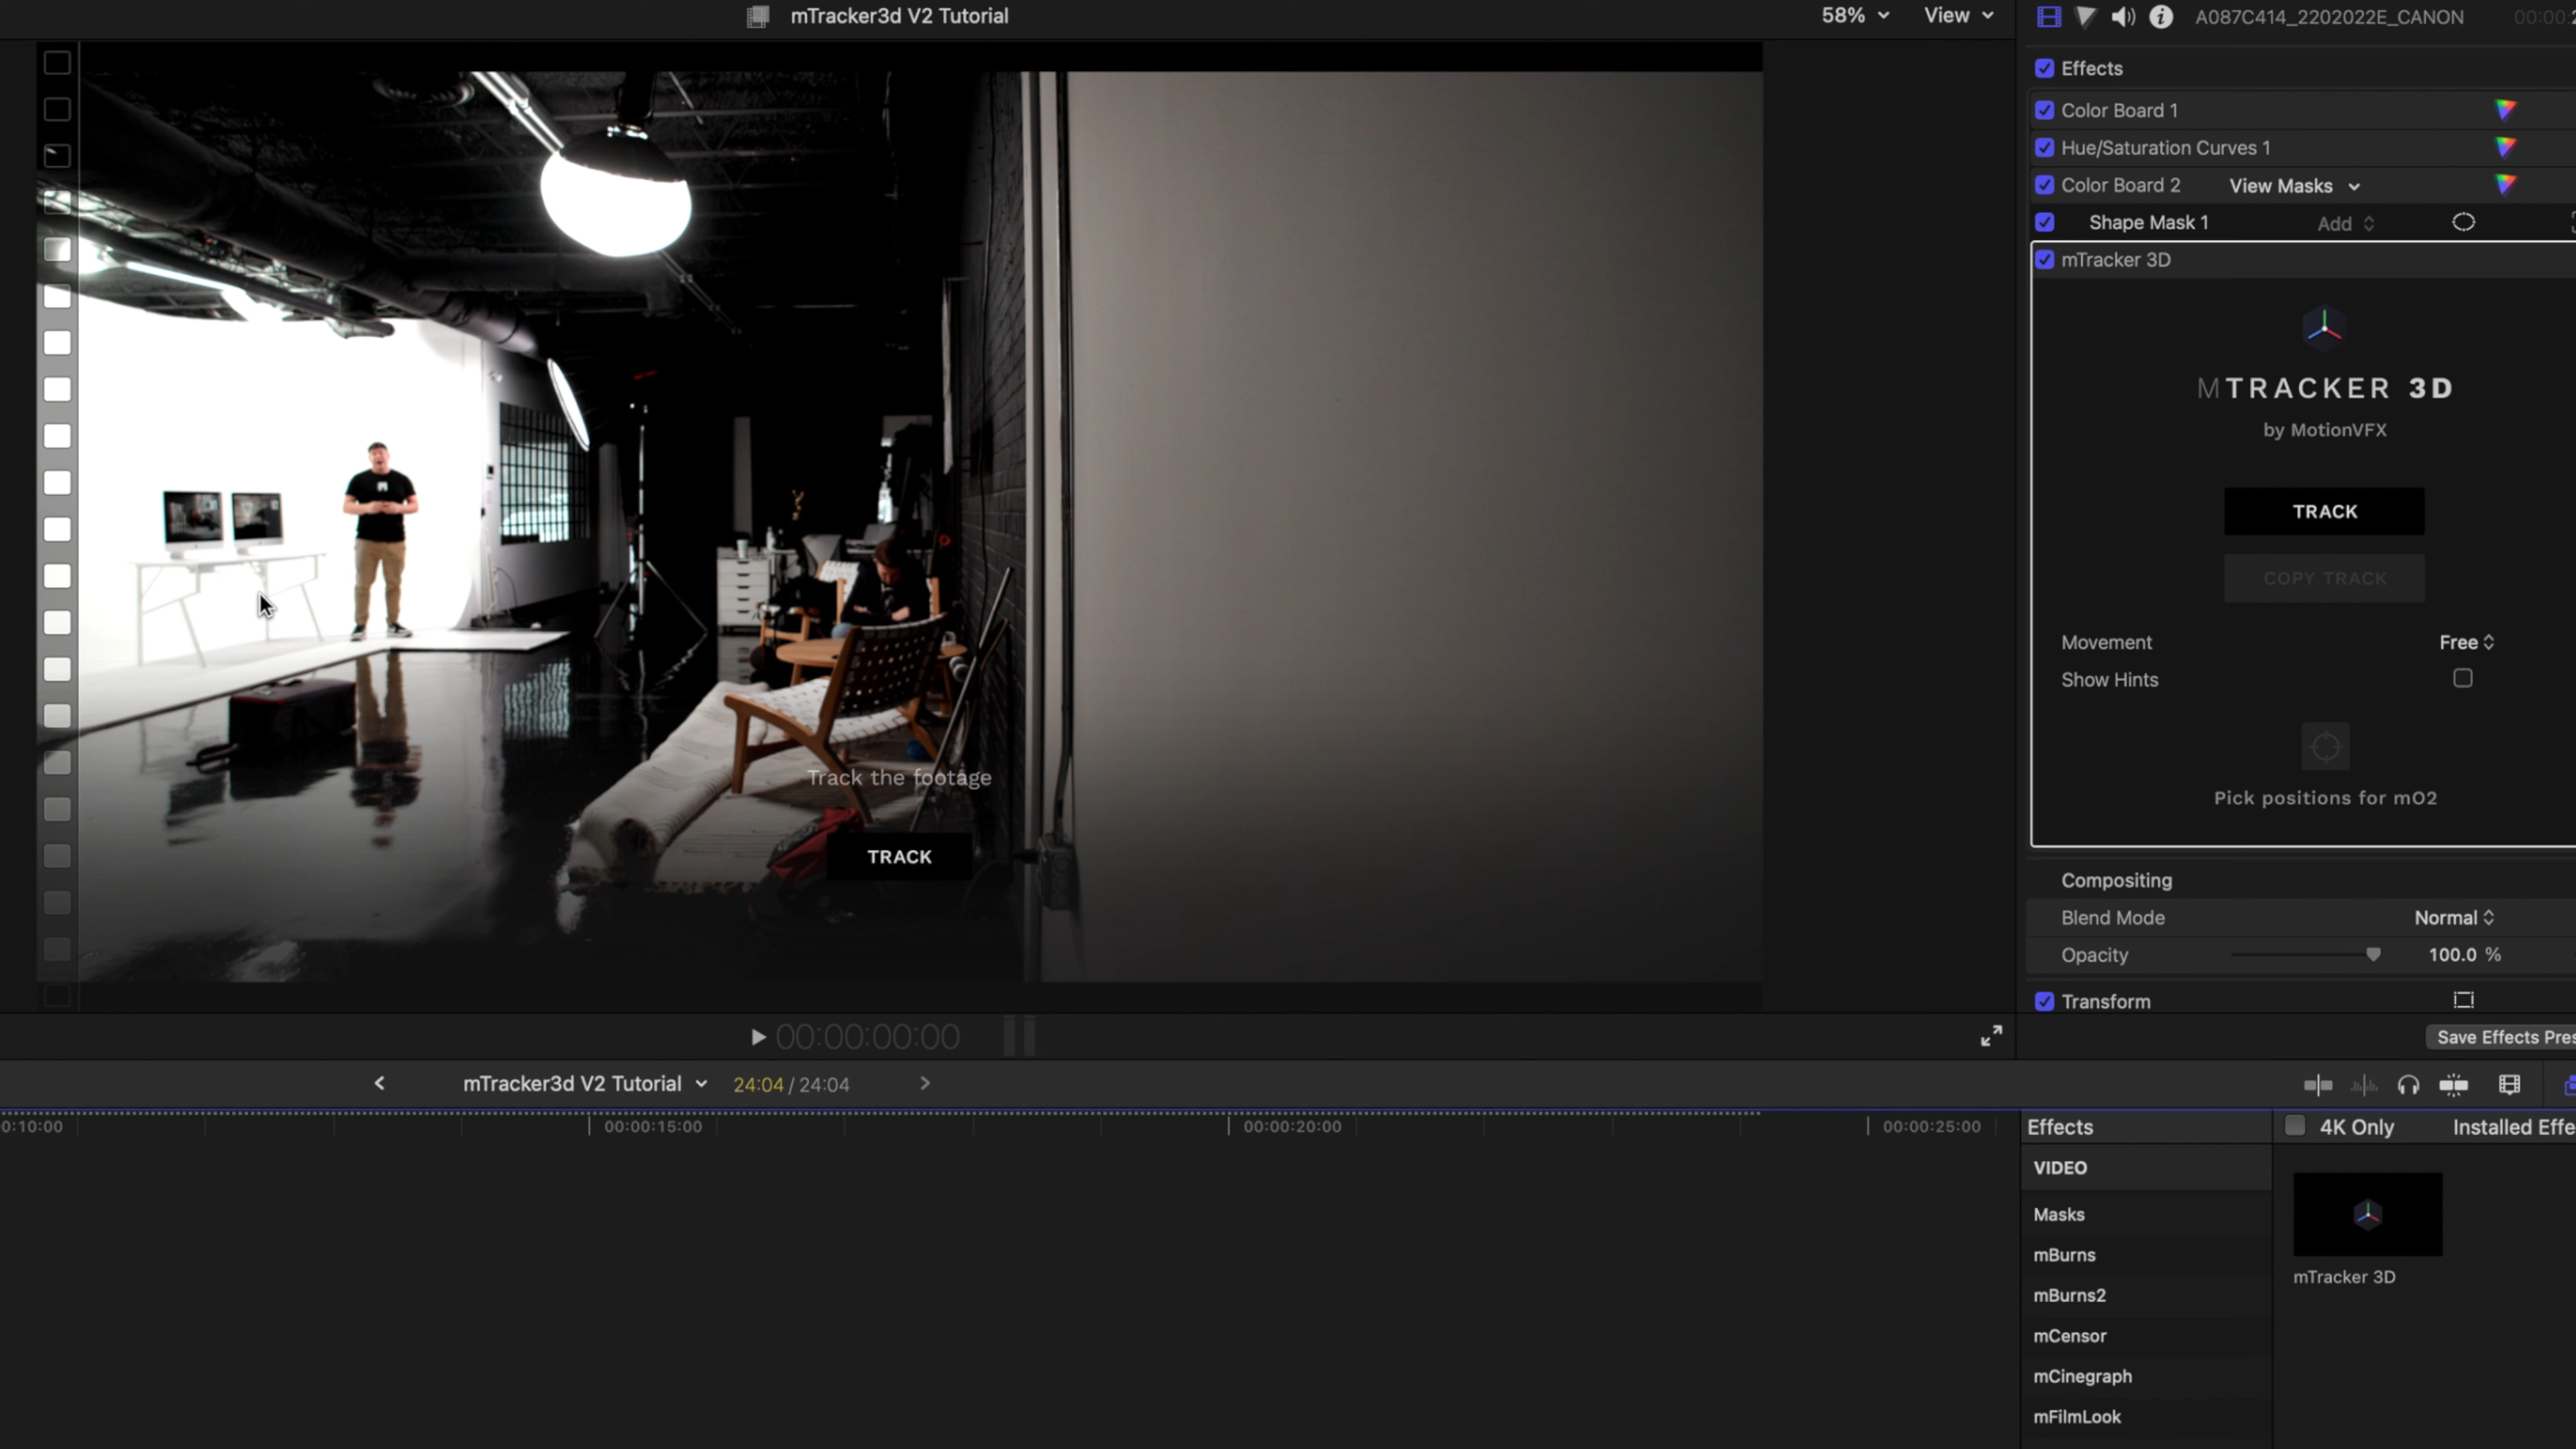 mTracker3d V2 Tutorial
58%
View
A087C414_2202022E_CANON
00:00:2
Effects
Color Board 1
Hue/Saturation Curves 1
Color Board 2
View Masks
Shape Mask 1
Add
mTracker 3D
MTRACKER 3D
by MotionVFX
TRACK
COPY TRACK
Movement
Free
Show Hints
Pick positions for mO2
Track the footage
TRACK
Compositing
Blend Mode
Normal
Opacity
100.0 %
Transform
Save Effects Pres
00:00:00:00
mTracker3d V2 Tutorial
24:04 / 24:04
0:10:00
00:00:15:00
00:00:20:00
00:00:25:00
Effects
4K Only
Installed Effe
VIDEO
Masks
mBurns
mBurns2
mCensor
mCinegraph
mFilmLook
mTracker 3D